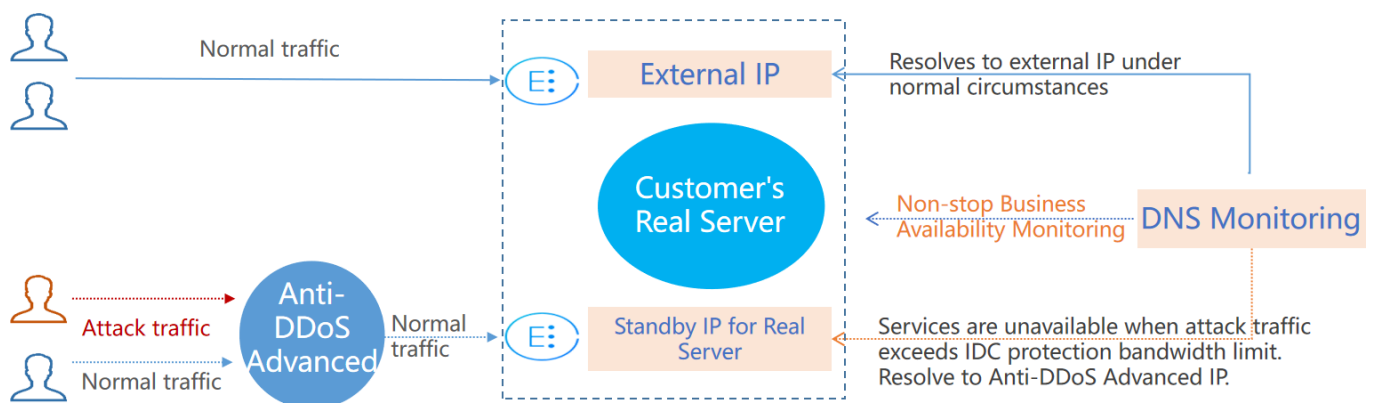 Normal traffic
E:
External IP
Resolves to external IP under
normal circumstances
Customer's
Real Server
Non-stop Business
Availability Monitoring
DNS Monitoring
Attack traffic
Normal traffic
Anti-
DDoS
Advanced
Normal
traffic
E:
Standby IP for Real
Server
Services are unavailable when attack traffic
exceeds IDC protection bandwidth limit.
Resolve to Anti-DDoS Advanced IP.